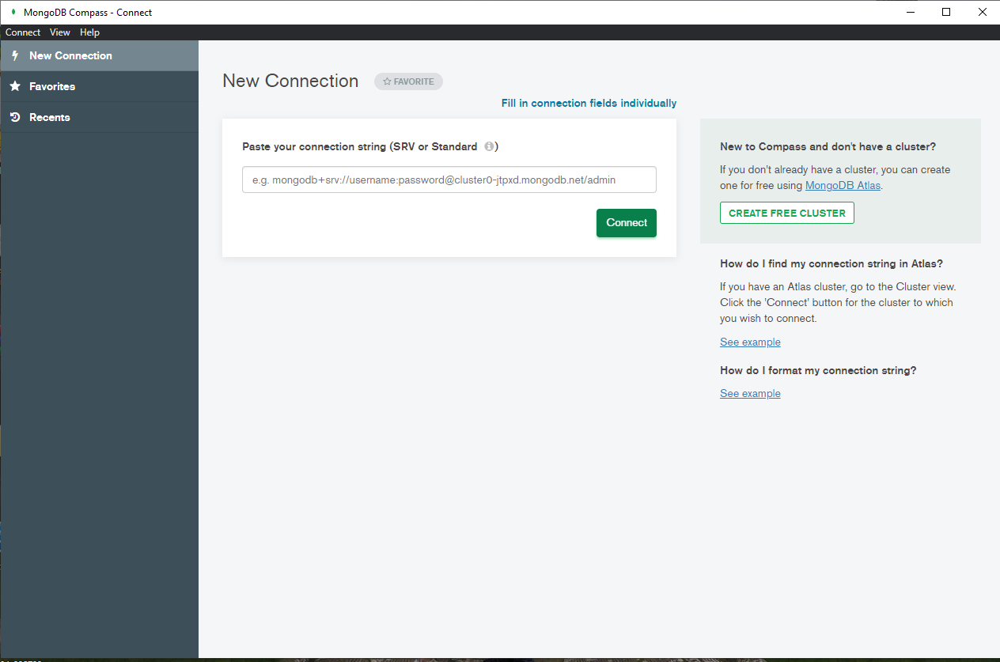 MongoDB Compass - Connect
Connect View Help
New Connection
Favorites
Recents
New Connection
FAVORITE
Fill in connection fields individually
Paste your connection string (SRV or Standard )
e.g. mongodb+srv://username:password@cluster0-jtpxd.mongodb.net/admin
Connect
New to Compass and don't have a cluster?
If you don't already have a cluster, you can create
one for free using MongoDB Atlas.
CREATE FREE CLUSTER
How do I find my connection string in Atlas?
If you have an Atlas cluster, go to the Cluster view.
Click the 'Connect' button for the cluster to which
you wish to connect.
See example
How do I format my connection string?
See example